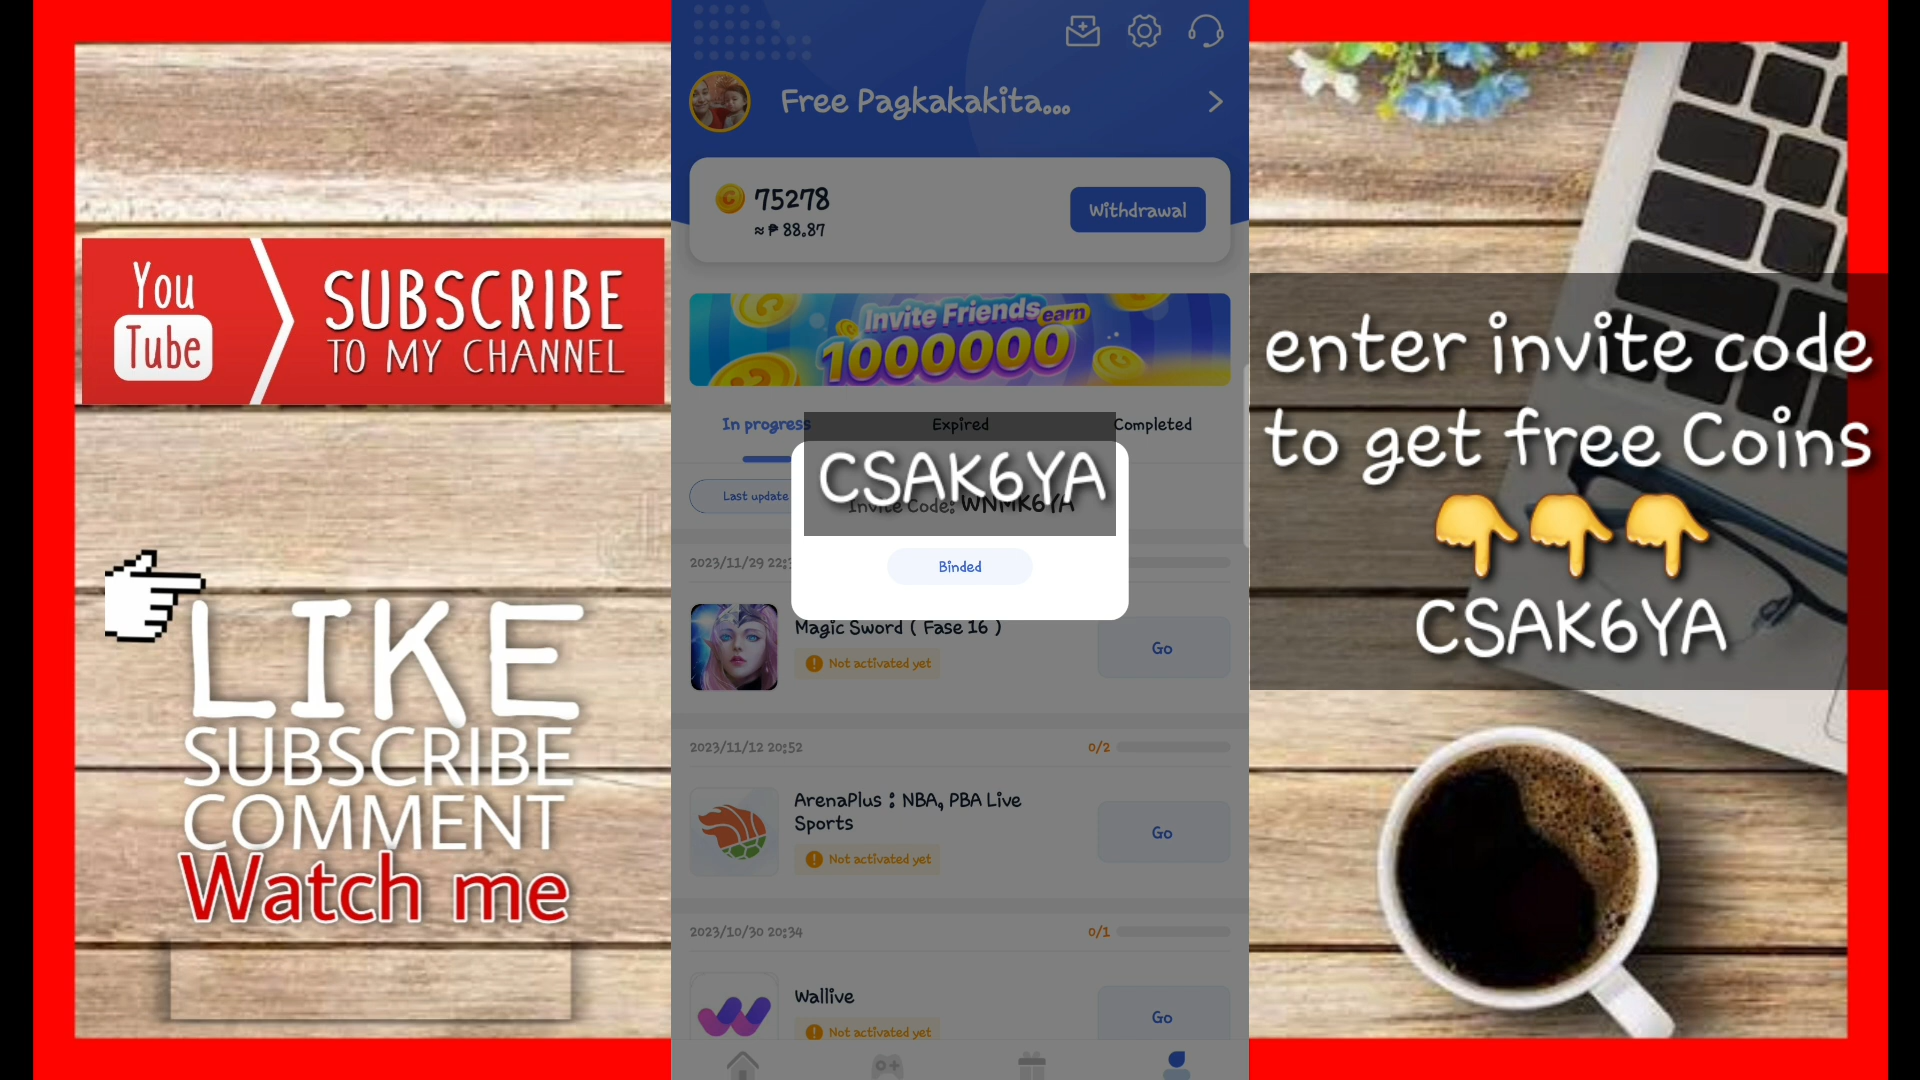 You
Tube
SUBSCRIBE
TO MY CHANNEL
LIKE
SUBSCRIBE
COMMENT
Watch me
Free Pagkakakita...
75278
≈ ₱ 88.87
Withdrawal
Invite Friends earn
1000000
In progress
Expired
Completed
Last update
CSAK6YA
Invite Code: WNMK6YA
Binded
2023/11/29 22:
Magic Sword ( Fase 16 )
Not activated yet
Go
2023/11/12 20:52
0/2
ArenaPlus : NBA, PBA Live
Sports
Not activated yet
Go
2023/10/30 20:34
0/1
Wallive
Not activated yet
Go
enter invite code
to get free Coins
👇👇👇
CSAK6YA